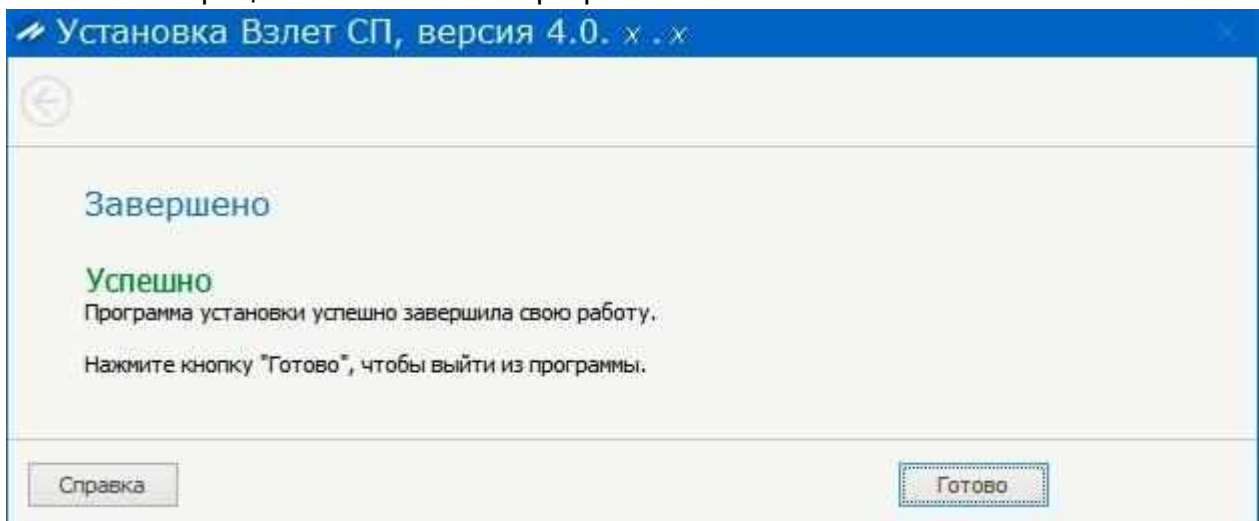 Установка Взлет СП, версия 4.0. x . x
Завершено
Успешно
Программа установки успешно завершила свою работу.
Нажмите кнопку "Готово", чтобы выйти из программы.
Справка
Готово